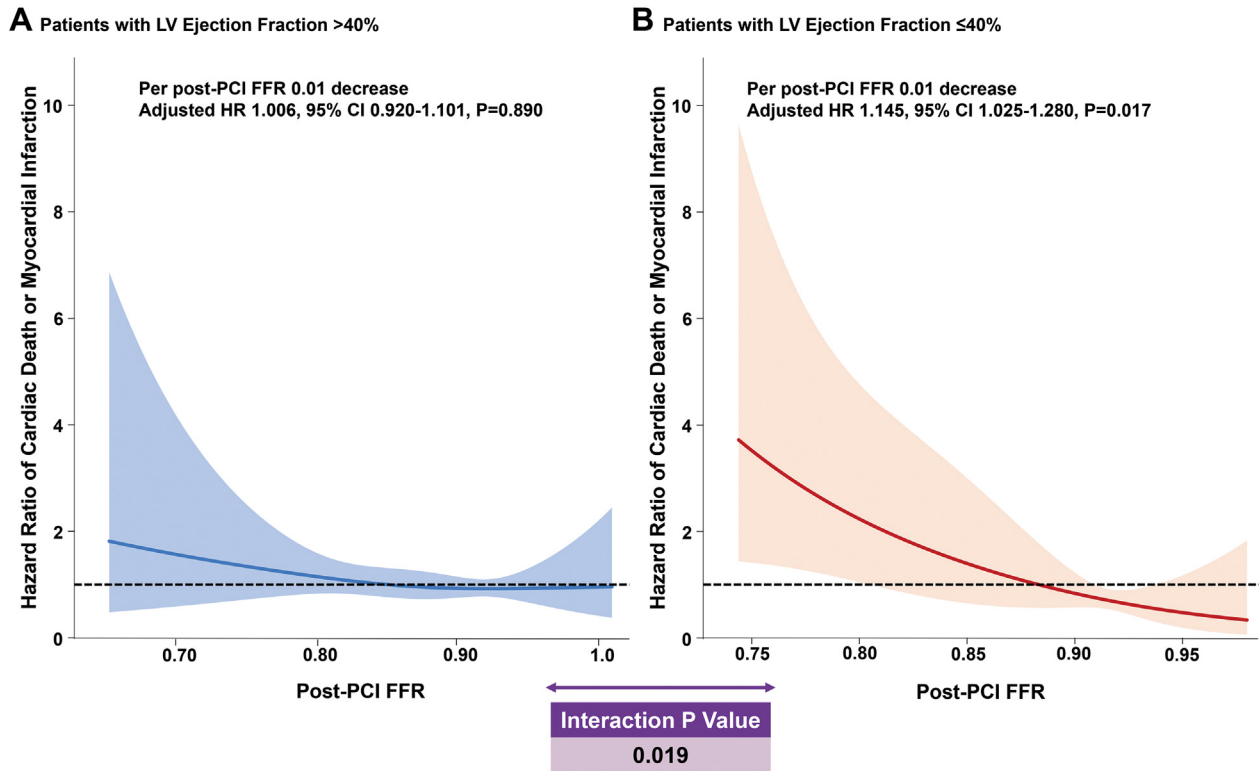 A Patients with LV Ejection Fraction >40%
Per post-PCI FFR 0.01 decrease
Adjusted HR 1.006, 95% CI 0.920-1.101, P=0.890
Hazard Ratio of Cardiac Death or Myocardial Infarction
10
8
6
4
2
0
0.70 0.80 0.90 1.0
Post-PCI FFR
B Patients with LV Ejection Fraction ≤40%
Per post-PCI FFR 0.01 decrease
Adjusted HR 1.145, 95% CI 1.025-1.280, P=0.017
Hazard Ratio of Cardiac Death or Myocardial Infarction
10
8
6
4
2
0
0.75 0.80 0.85 0.90 0.95
Post-PCI FFR
Interaction P Value
0.019